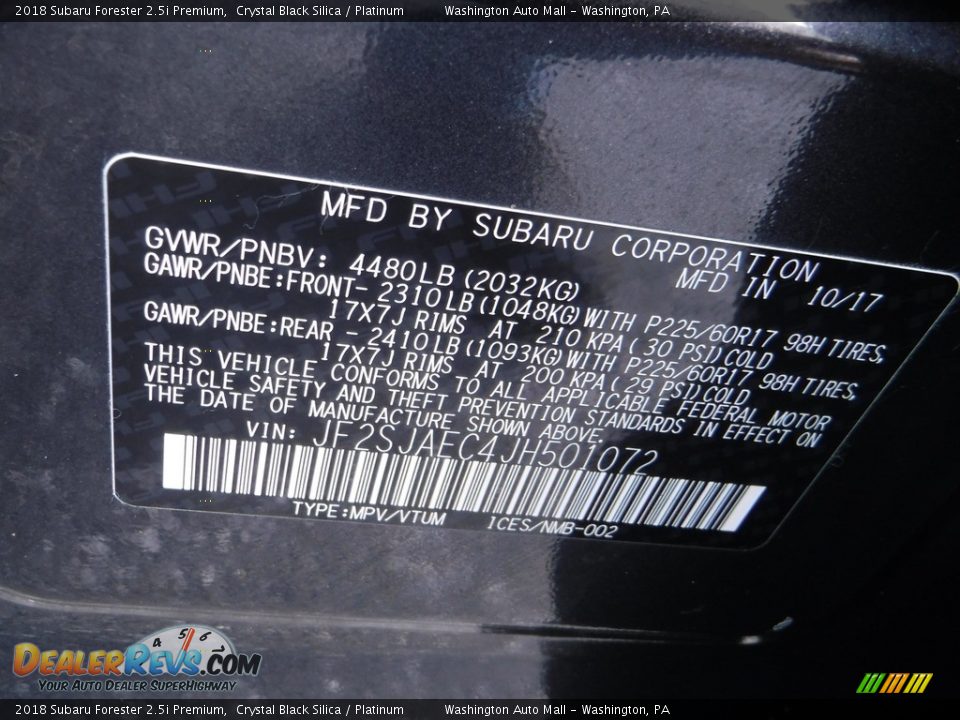 2018 Subaru Forester 2.5i Premium, Crystal Black Silica / Platinum Washington Auto Mall - Washington, PA
MFD BY SUBARU CORPORATION
GVWR/PNBV: 4480LB (2032KG) MFD IN 10/17
GAWR/PNBE:FRONT- 2310LB (1048KG) WITH P225/60R17 98H TIRES,
17X7J RIMS AT 210 KPA ( 30 PSI) COLD
GAWR/PNBE:REAR - 2410LB (1093KG) WITH P225/60R17 98H TIRES,
17X7J RIMS AT 200 KPA ( 29 PSI) COLD
THIS VEHICLE CONFORMS TO ALL APPLICABLE FEDERAL MOTOR
VEHICLE SAFETY AND THEFT PREVENTION STANDARDS IN EFFECT ON
THE DATE OF MANUFACTURE SHOWN ABOVE.
VIN: JF2SJAEC4JH501072
TYPE:MPV/VTUM ICES/NMB-002
4 5 6 7
DealerRevs.com
Your Auto Dealer SuperHighway
2018 Subaru Forester 2.5i Premium, Crystal Black Silica / Platinum Washington Auto Mall - Washington, PA